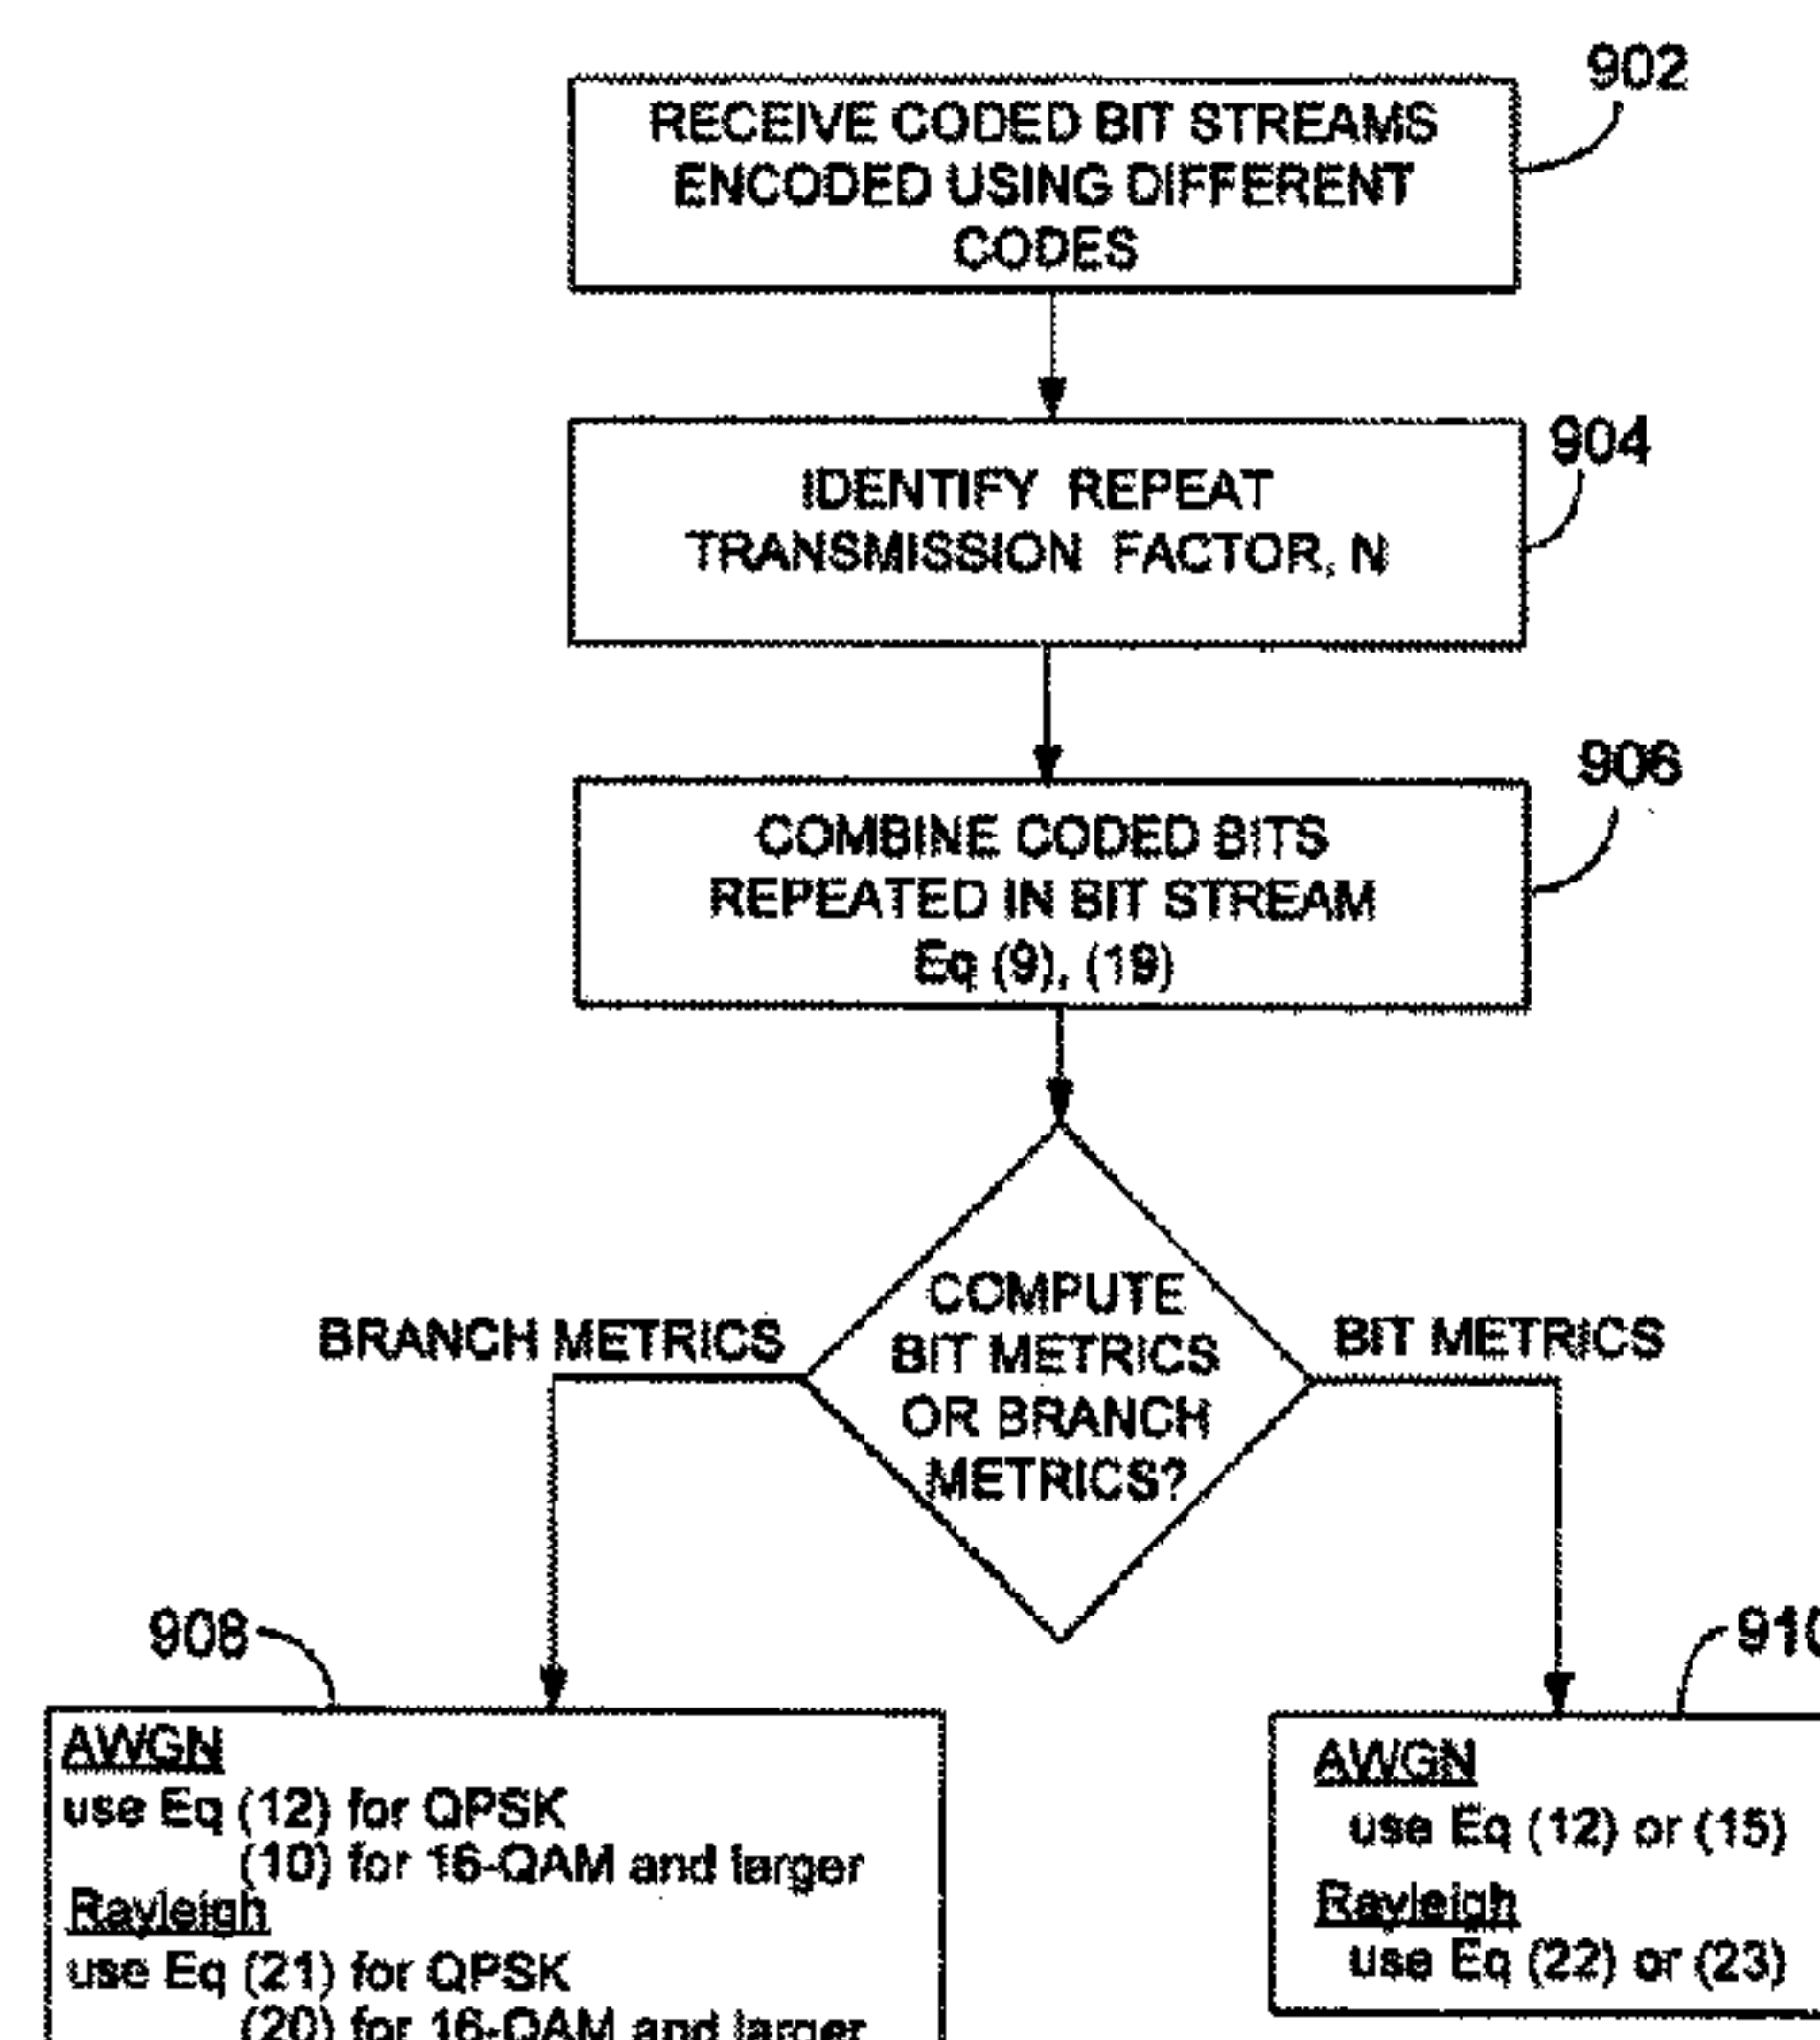 902
RECEIVE CODED BIT STREAMS
ENCODED USING DIFFERENT
CODES
904
IDENTIFY REPEAT
TRANSMISSION FACTOR, N
906
COMBINE CODED BITS
REPEATED IN BIT STREAM
Eq (9), (19)
COMPUTE
BIT METRICS
OR BRANCH
METRICS?
BRANCH METRICS
BIT METRICS
908
AWGN
use Eq (12) for QPSK
(10) for 16-QAM and larger
Rayleigh
use Eq (21) for QPSK
(20) for 16-QAM and larger
910
AWGN
use Eq (12) or (15)
Rayleigh
use Eq (22) or (23)